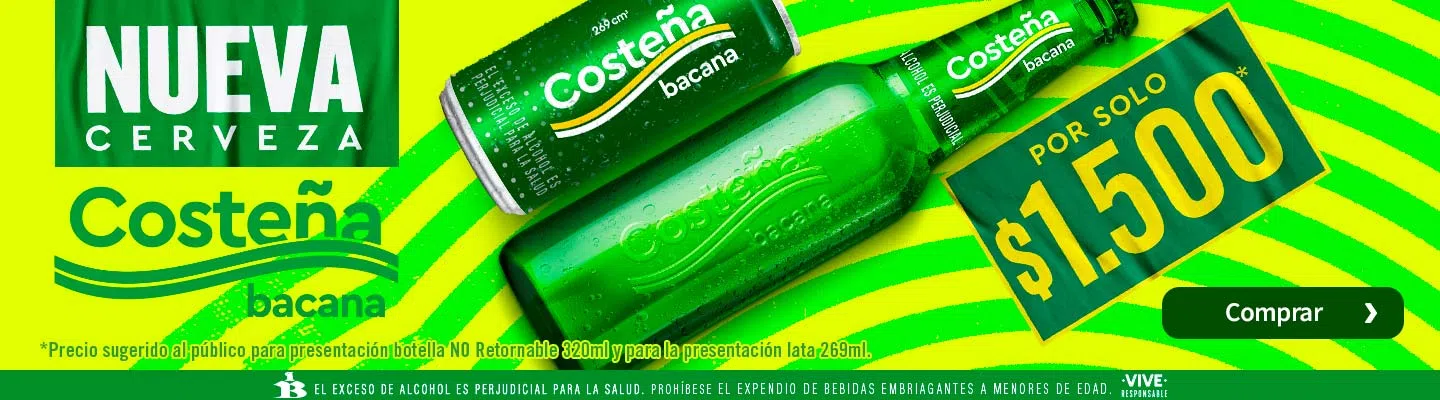 NUEVA
CERVEZA
Costeña
bacana
269 cm³
Costeña
bacana
EL EXCESO DE ALCOHOL ES
PERJUDICIAL PARA LA SALUD.
Costeña
bacana
ALCOHOL ES PERJUDICIAL
Costeña
bacana
POR SOLO
$1.500*
Comprar ❯
*Precio sugerido al público para presentación botella NO Retornable 320ml y para la presentación lata 269ml.
B EL EXCESO DE ALCOHOL ES PERJUDICIAL PARA LA SALUD. PROHÍBESE EL EXPENDIO DE BEBIDAS EMBRIAGANTES A MENORES DE EDAD. ·VIVE·
RESPONSABLE